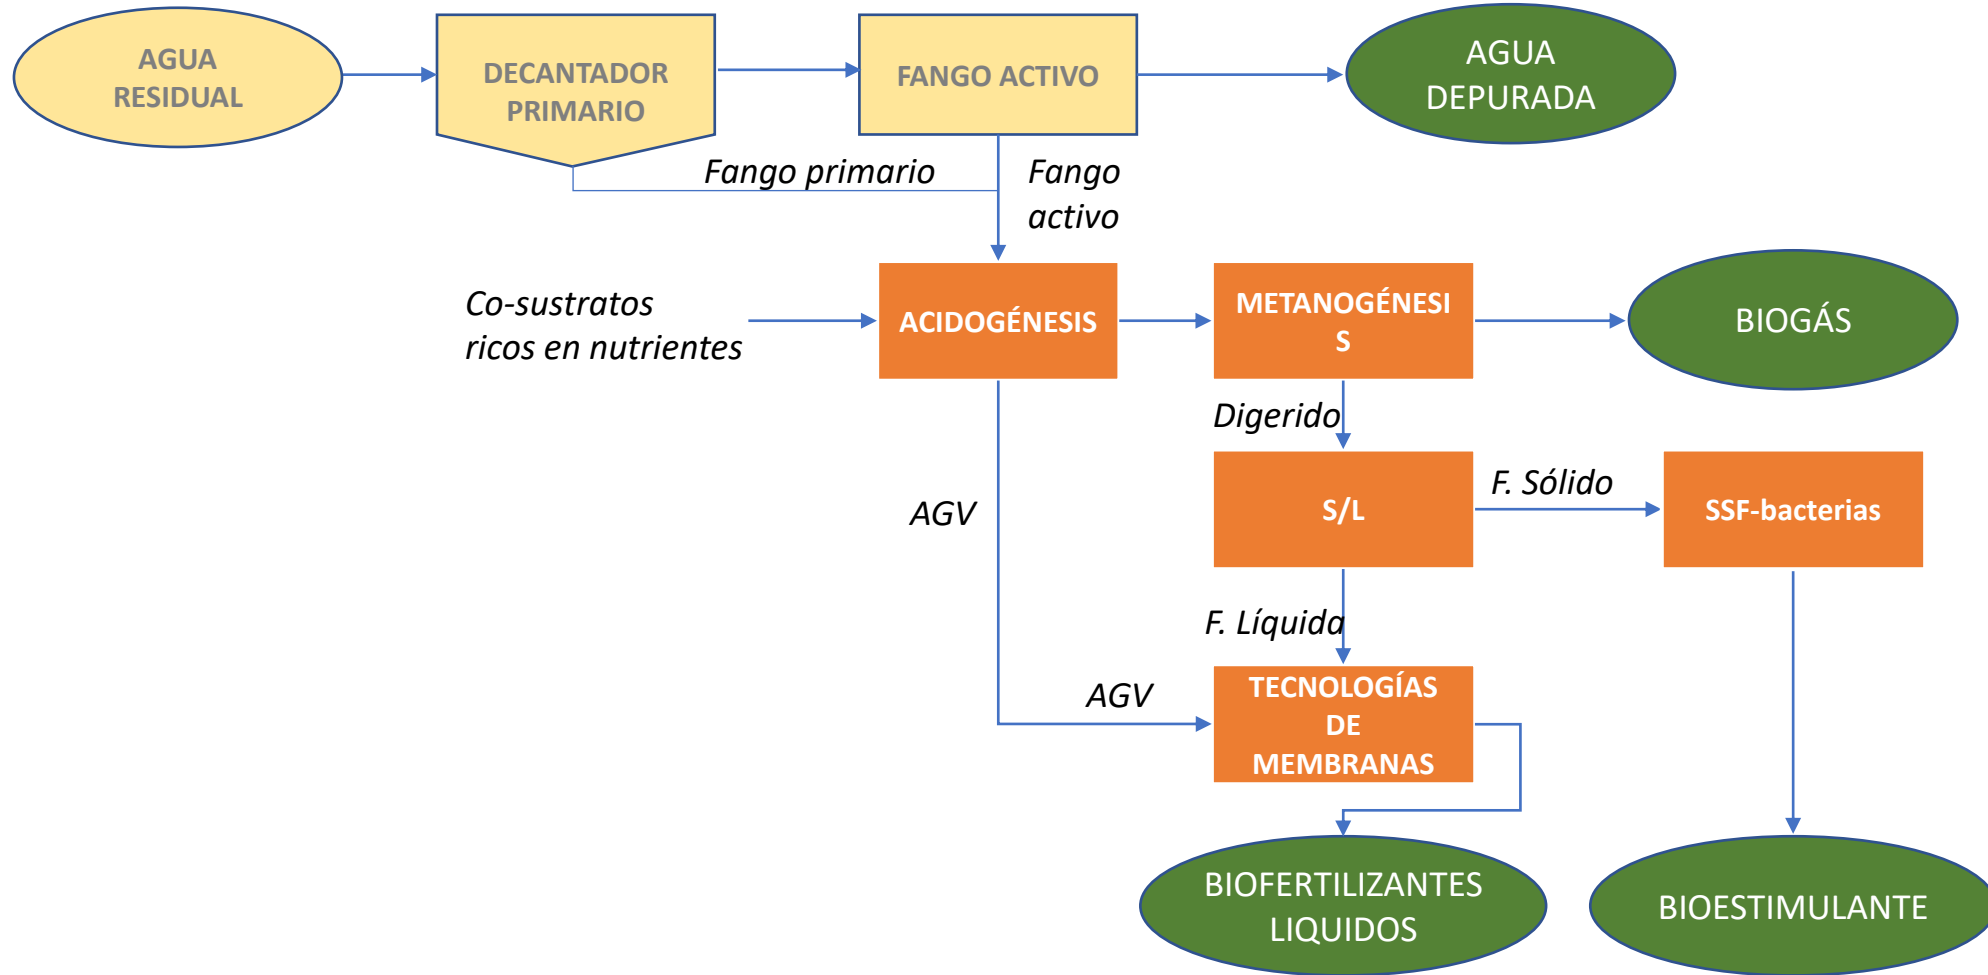 AGUA
RESIDUAL
DECANTADOR
PRIMARIO
FANGO ACTIVO
AGUA
DEPURADA
Fango primario
Fango
activo
Co-sustratos
ricos en nutrientes
ACIDOGÉNESIS
METANOGÉNESI
S
BIOGÁS
Digerido
AGV
S/L
F. Sólido
SSF-bacterias
F. Líquida
AGV
TECNOLOGÍAS
DE
MEMBRANAS
BIOFERTILIZANTES
LIQUIDOS
BIOESTIMULANTE